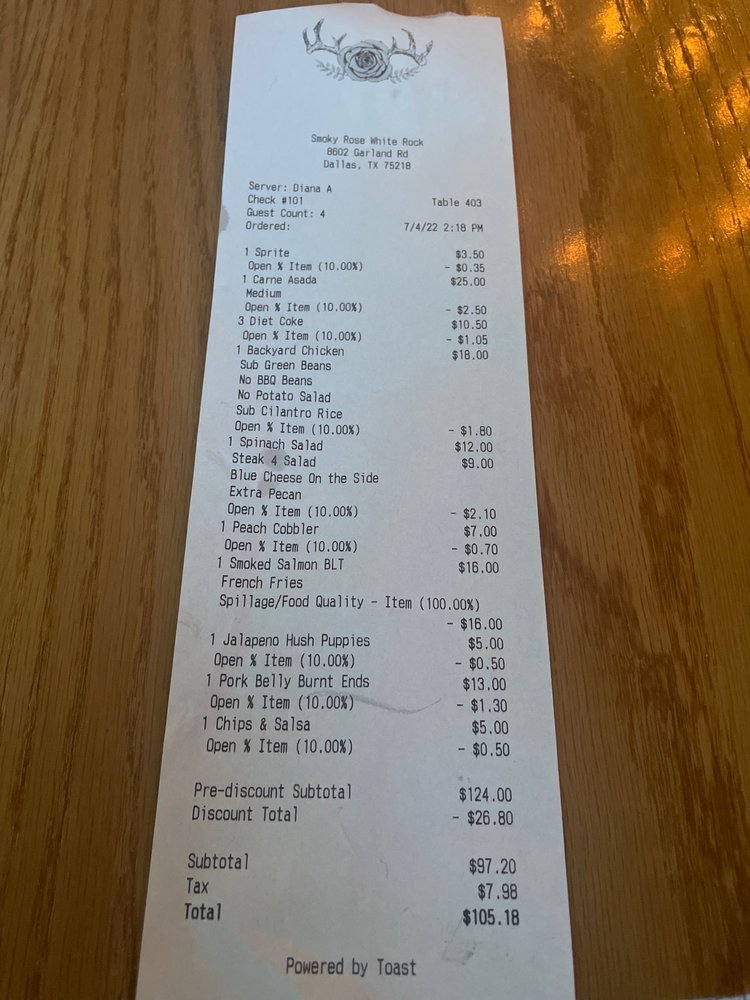 Smoky Rose White Rock
8602 Garland Rd
Dallas, TX 75218
Server: Diana A
Check #101 Table 403
Guest Count: 4
Ordered: 7/4/22 2:18 PM
1 Sprite $3.50
Open % Item (10.00%) - $0.35
1 Carne Asada $25.00
Medium
Open % Item (10.00%) - $2.50
3 Diet Coke $10.50
Open % Item (10.00%) - $1.05
1 Backyard Chicken $18.00
Sub Green Beans
No BBQ Beans
No Potato Salad
Sub Cilantro Rice
Open % Item (10.00%) - $1.80
1 Spinach Salad $12.00
Steak 4 Salad $9.00
Blue Cheese On the Side
Extra Pecan
Open % Item (10.00%) - $2.10
1 Peach Cobbler $7.00
Open % Item (10.00%) - $0.70
1 Smoked Salmon BLT $16.00
French Fries
Spillage/Food Quality - Item (100.00%)
- $16.00
1 Jalapeno Hush Puppies $5.00
Open % Item (10.00%) - $0.50
1 Pork Belly Burnt Ends $13.00
Open % Item (10.00%) - $1.30
1 Chips & Salsa $5.00
Open % Item (10.00%) - $0.50
Pre-discount Subtotal $124.00
Discount Total - $26.80
Subtotal $97.20
Tax $7.98
Total $105.18
Powered by Toast